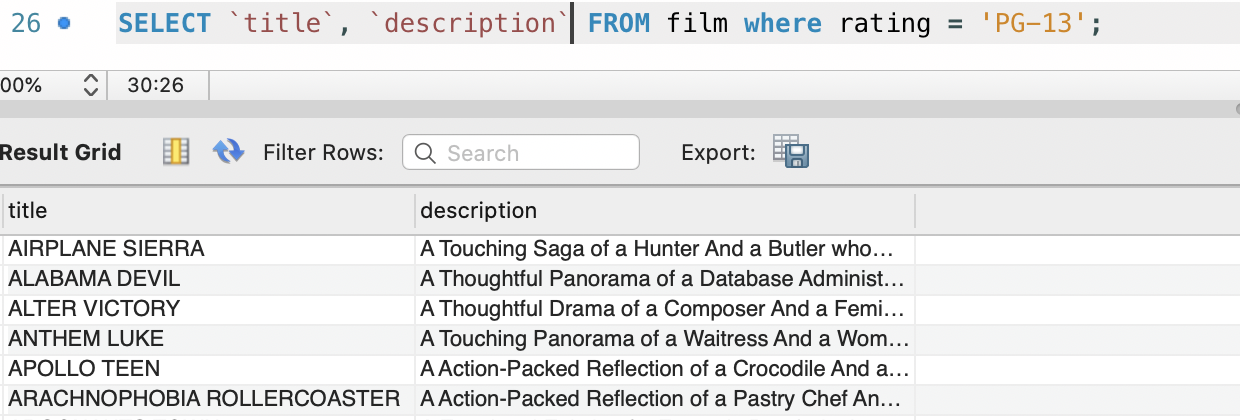 26 SELECT `title`, `description` FROM film where rating = 'PG-13';
00% 30:26
Result Grid Filter Rows: Search Export:
title description
AIRPLANE SIERRA A Touching Saga of a Hunter And a Butler who...
ALABAMA DEVIL A Thoughtful Panorama of a Database Administ...
ALTER VICTORY A Thoughtful Drama of a Composer And a Femi...
ANTHEM LUKE A Touching Panorama of a Waitress And a Wom...
APOLLO TEEN A Action-Packed Reflection of a Crocodile And a...
ARACHNOPHOBIA ROLLERCOASTER A Action-Packed Reflection of a Pastry Chef An...